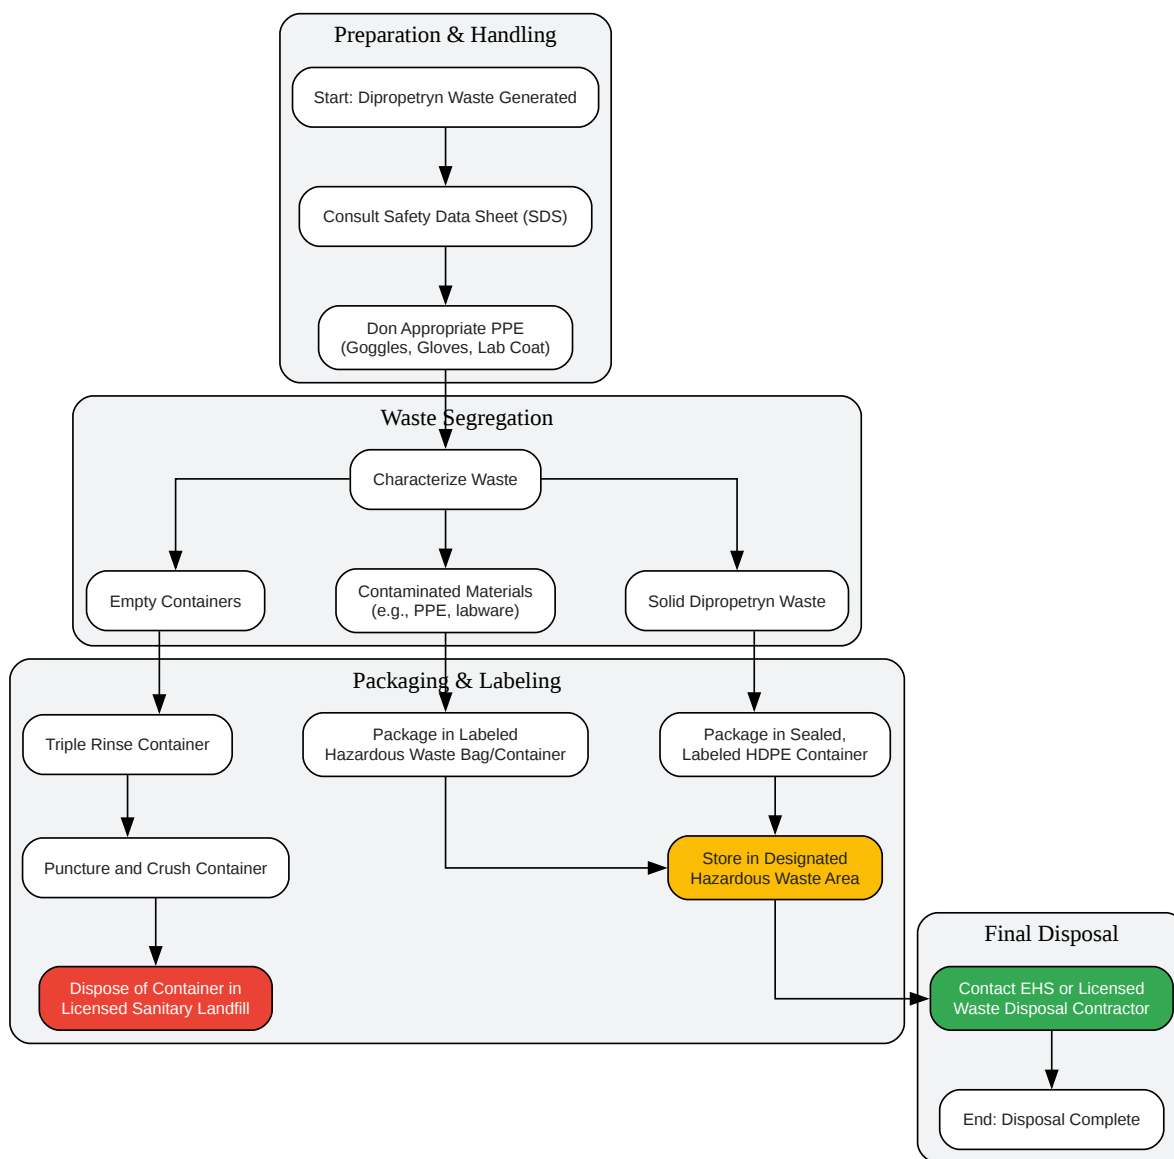 Preparation & Handling
Start: Dipropetryn Waste Generated
Consult Safety Data Sheet (SDS)
Don Appropriate PPE
(Goggles, Gloves, Lab Coat)
Waste Segregation
Characterize Waste
Empty Containers
Contaminated Materials
(e.g., PPE, labware)
Solid Dipropetryn Waste
Packaging & Labeling
Triple Rinse Container
Package in Labeled
Hazardous Waste Bag/Container
Package in Sealed,
Labeled HDPE Container
Puncture and Crush Container
Store in Designated
Hazardous Waste Area
Dispose of Container in
Licensed Sanitary Landfill
Final Disposal
Contact EHS or Licensed
Waste Disposal Contractor
End: Disposal Complete